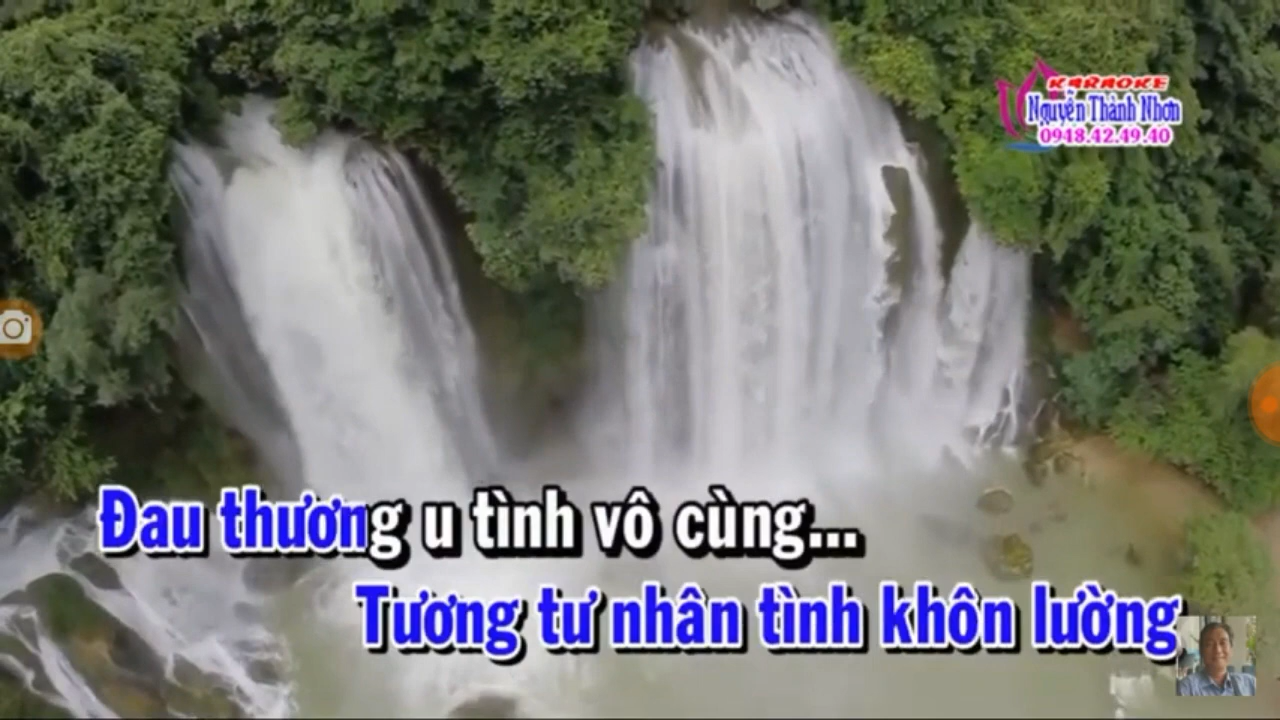 KARAOKE
Nguyễn Thành Nhơn
0948.42.49.40
Đau thương u tình vô cùng...
Tương tư nhân tình khôn lường